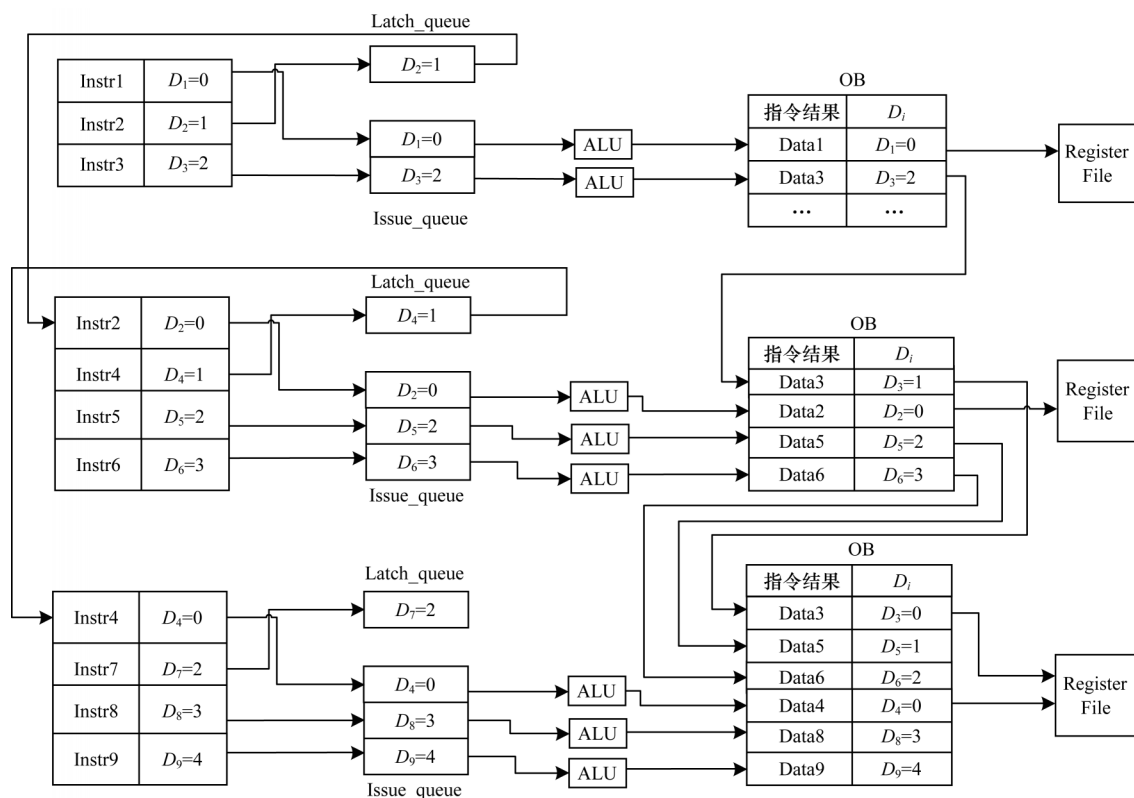 Latch_queue
D₂=1
Instr1 D₁=0
Instr2 D₂=1
Instr3 D₃=2
D₁=0
D₃=2
Issue_queue
ALU
ALU
OB
指令结果 Dᵢ
Data1 D₁=0
Data3 D₃=2
… …
Register
File
Latch_queue
D₄=1
Instr2 D₂=0
Instr4 D₄=1
Instr5 D₅=2
Instr6 D₆=3
D₂=0
D₅=2
D₆=3
Issue_queue
ALU
ALU
ALU
OB
指令结果 Dᵢ
Data3 D₃=1
Data2 D₂=0
Data5 D₅=2
Data6 D₆=3
Register
File
Latch_queue
D₇=2
Instr4 D₄=0
Instr7 D₇=2
Instr8 D₈=3
Instr9 D₉=4
D₄=0
D₈=3
D₉=4
Issue_queue
ALU
ALU
ALU
OB
指令结果 Dᵢ
Data3 D₃=0
Data5 D₅=1
Data6 D₆=2
Data4 D₄=0
Data8 D₈=3
Data9 D₉=4
Register
File